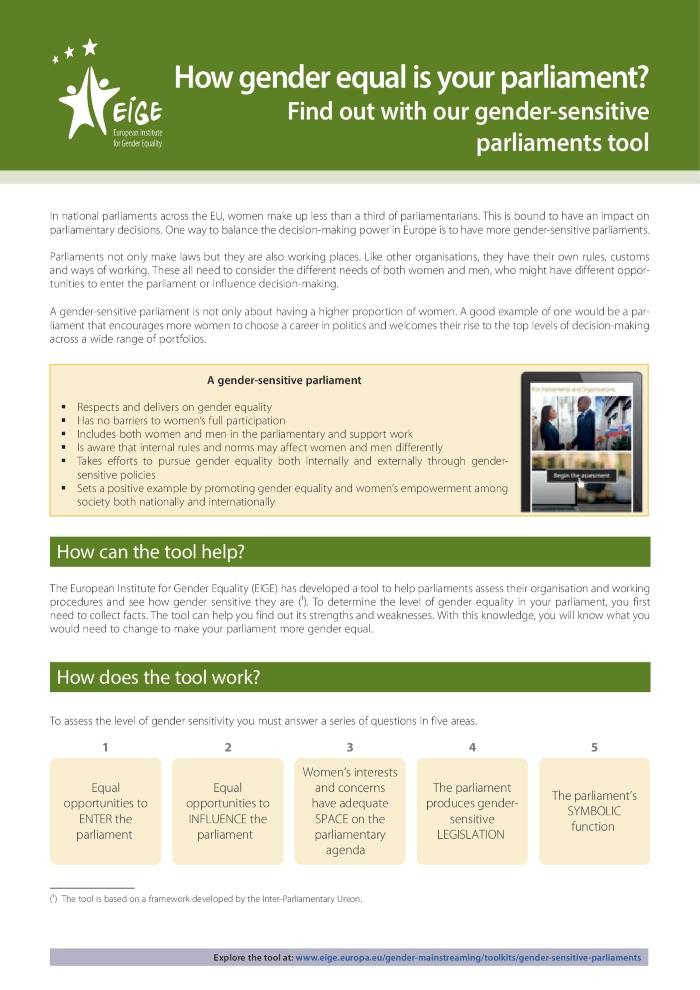 EIGE
European Institute
for Gender Equality
How gender equal is your parliament?
Find out with our gender-sensitive
parliaments tool
In national parliaments across the EU, women make up less than a third of parliamentarians. This is bound to have an impact on
parliamentary decisions. One way to balance the decision-making power in Europe is to have more gender-sensitive parliaments.
Parliaments not only make laws but they are also working places. Like other organisations, they have their own rules, customs
and ways of working. These all need to consider the different needs of both women and men, who might have different oppor-
tunities to enter the parliament or influence decision-making.
A gender-sensitive parliament is not only about having a higher proportion of women. A good example of one would be a par-
liament that encourages more women to choose a career in politics and welcomes their rise to the top levels of decision-making
across a wide range of portfolios.
A gender-sensitive parliament
▪ Respects and delivers on gender equality
▪ Has no barriers to women's full participation
▪ Includes both women and men in the parliamentary and support work
▪ Is aware that internal rules and norms may affect women and men differently
▪ Takes efforts to pursue gender equality both internally and externally through gender-
sensitive policies
▪ Sets a positive example by promoting gender equality and women's empowerment among
society both nationally and internationally
For Parliaments and Organisations
Begin the assesment
How can the tool help?
The European Institute for Gender Equality (EIGE) has developed a tool to help parliaments assess their organisation and working
procedures and see how gender sensitive they are (¹). To determine the level of gender equality in your parliament, you first
need to collect facts. The tool can help you find out its strengths and weaknesses. With this knowledge, you will know what you
would need to change to make your parliament more gender equal.
How does the tool work?
To assess the level of gender sensitivity you must answer a series of questions in five areas.
1
Equal
opportunities to
ENTER the
parliament
2
Equal
opportunities to
INFLUENCE the
parliament
3
Women's interests
and concerns
have adequate
SPACE on the
parliamentary
agenda
4
The parliament
produces gender-
sensitive
LEGISLATION
5
The parliament's
SYMBOLIC
function
(¹) The tool is based on a framework developed by the Inter-Parliamentary Union.
Explore the tool at: www.eige.europa.eu/gender-mainstreaming/toolkits/gender-sensitive-parliaments